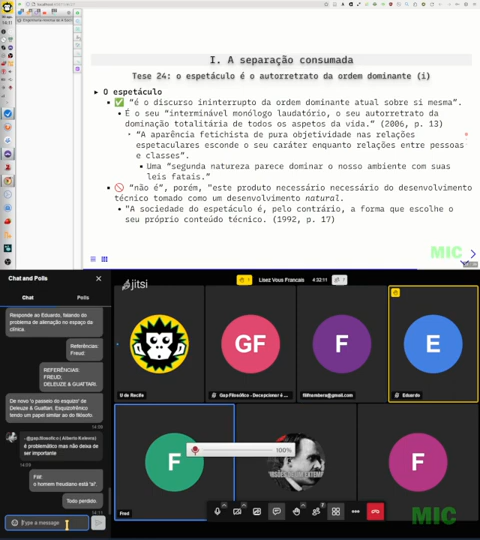 I. A separação consumada
Tese 24: o espetáculo é o autorretrato da ordem dominante (i)
O espetáculo
"é o discurso ininterrupto da ordem dominante atual sobre si mesma".
É o seu "interminável monólogo laudatório, o seu autorretrato da
dominação totalitária de todos os aspetos da vida." (2006, p. 13)
"A aparência fetichista de pura objetividade nas relações
espetaculares esconde o seu caráter enquanto relações entre pessoas
e classes".
Uma "segunda natureza parece dominar o nosso ambiente com suas
leis fatais."
"não é", porém, "este produto necessário necessário do desenvolvimento
técnico tomado como um desenvolvimento natural.
"A sociedade do espetáculo é, pelo contrário, a forma que escolhe o
seu próprio conteúdo técnico. (1992, p. 17)
MIC
Chat and Polls
Chat
Polls
Responde ao Eduardo, falando do
problema de atenação no espaço da
clínica.
Referências:
Freud;
REFERÊNCIAS:
FREUD;
DELEUZE & GUATTARI.
De novo 'o passeio do esquizo' de
Deleuze & Guattari. Esquizofrênico
tendo um papel similar ao do filósofo.
é problemático mas não deixa de
ser importante
o homem freudiano está "aí".
Todo perdido.
14:11
Type a message
jitsi
Lisez Vous Francais
4:32:11
U do Recife
GF
F
E
Eduardo
F
Fred
100%
F
MIC